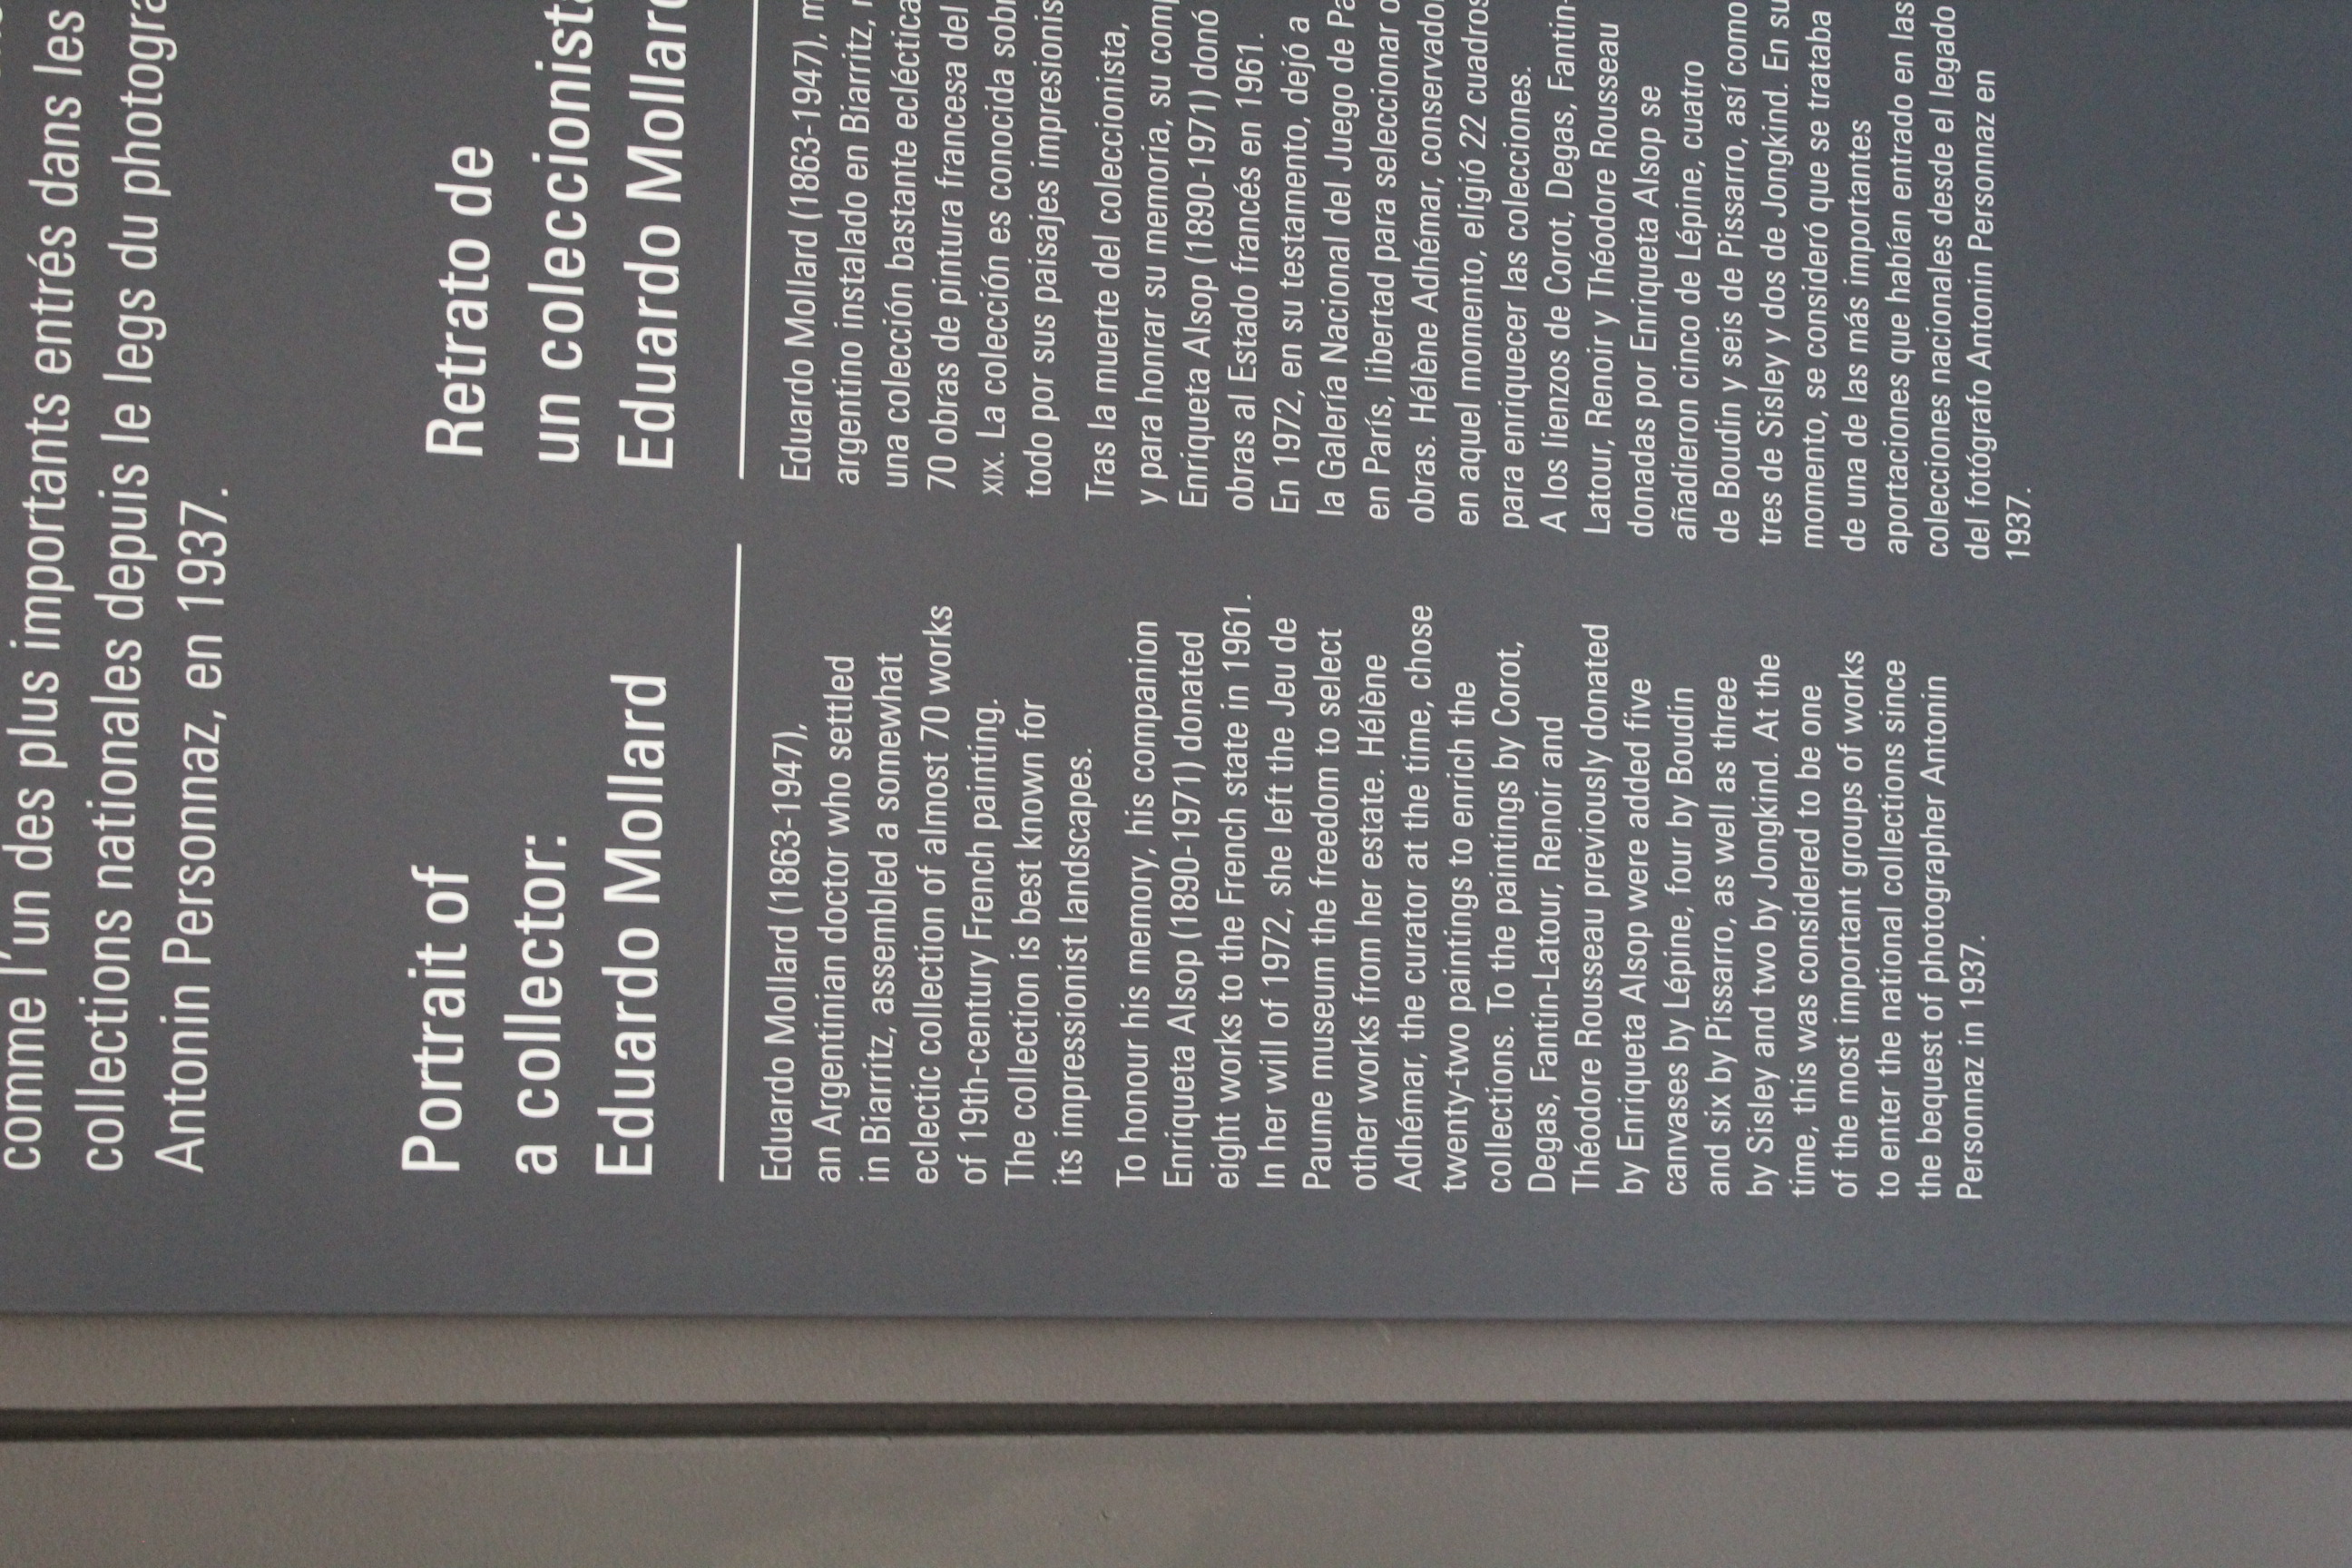 comme l'un des plus importants entrés dans les
collections nationales depuis le legs du
Antonin Personnaz, en 1937.
Portrait of
a collector:
Eduardo Mollard
Eduardo Mollard (1863-1947),
an Argentinian doctor who settled
in Biarritz, assembled a somewhat
eclectic collection of almost 70 works
of 19th-century French painting.
The collection is best known for
its impressionist landscapes.
To honour his memory, his companion
Enriqueta Alsop (1890-1971) donated
eight works to the French state in 1961.
In her will of 1972, she left the Jeu de
Paume museum the freedom to select
other works from her estate. Hélène
Adhémar, the curator at the time, chose
twenty-two paintings to enrich the
collections. To the paintings by Corot,
Degas, Fantin-Latour, Renoir and
Théodore Rousseau previously donated
by Enriqueta Alsop were added five
canvases by Lépine, four by Boudin
and six by Pissarro, as well as three
by Sisley and two by Jongkind. At the
time, this was considered to be one
of the most important groups of works
to enter the national collections since
the bequest of photographer Antonin
Personnaz in 1937.
Retrato de
un
Eduardo
Eduardo Mollard (1863-1947),
argentino instalado en Biarritz,
una colección bastante
70 obras de pintura francesa del
XIX. La colección es conocida
todo por sus paisajes
Tras la muerte del coleccionista,
y para honrar su memoria, su
Enriqueta Alsop (1890-1971) donó
obras al Estado francés en 1961.
En 1972, en su testamento, dejó a
la Galería Nacional del Juego de
en París, libertad para seleccionar
obras. Hélène Adhémar,
en aquel momento, eligió 22 cuadros
para enriquecer las colecciones.
A los lienzos de Corot, Degas, Fantin-
Latour, Renoir y Théodore Rousseau
donadas por Enriqueta Alsop se
añadieron cinco de Lépine, cuatro
de Boudin y seis de Pissarro, así como
tres de Sisley y dos de Jongkind. En su
momento, se consideró que se trataba
de una de las más importantes
aportaciones que habían entrado en las
colecciones nacionales desde el legado
del fotógrafo Antonin Personnaz en
1937.